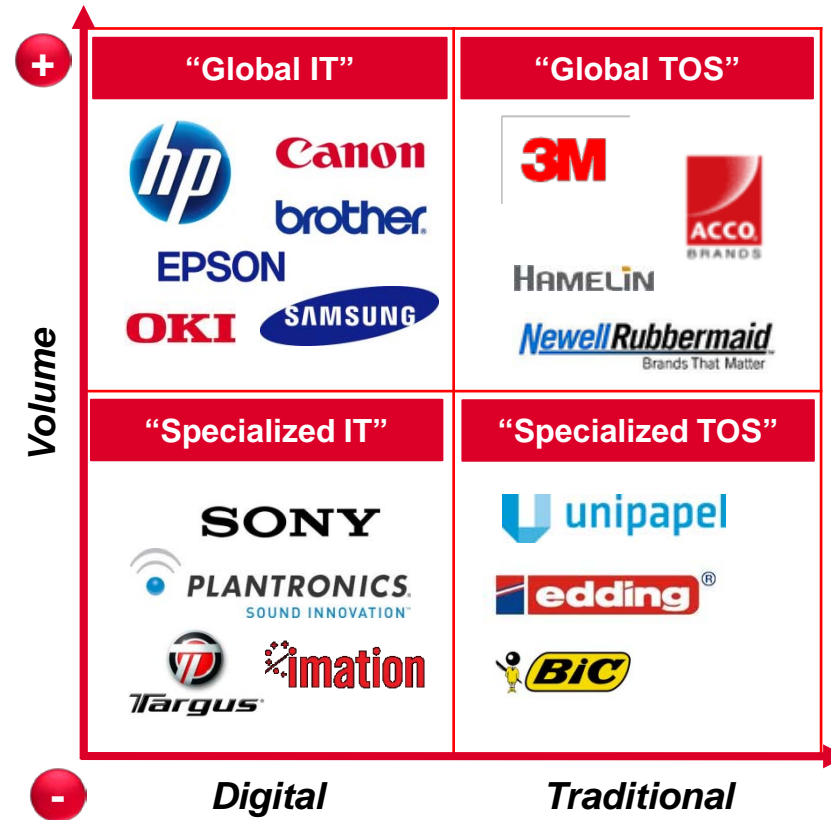 +
“Global IT”
“Global TOS”
hp
Canon
brother
EPSON
OKI
SAMSUNG
3M
ACCO
BRANDS
HAMELIN
NewellRubbermaid
Brands That Matter
Volume
“Specialized IT”
“Specialized TOS”
SONY
PLANTRONICS
SOUND INNOVATION™
Targus
imation
unipapel
edding®
BiC
-
Digital
Traditional